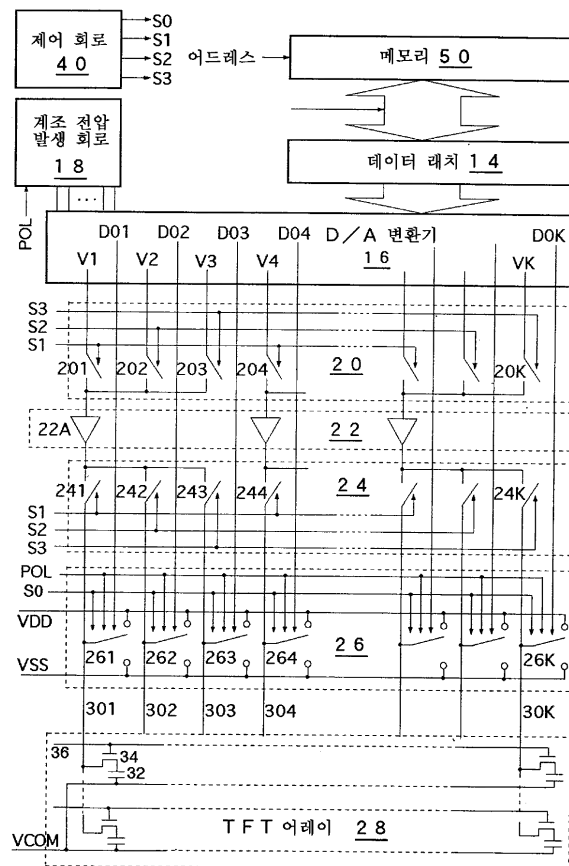 제어 회로
40
S0
S1
S2
S3
어드레스
메모리 50
계조 전압
발생 회로
18
데이터 래치 14
POL
D01 D02 D03 D04 D/A 변환기 D0K
V1 V2 V3 V4 16 VK
S3
S2
S1
201 202 203 204 20 20K
22A 22
241 242 243 244 24 24K
S1
S2
S3
POL
S0
VDD
261 262 263 264 26 26K
VSS
301 302 303 304 30K
36 34
32
TFT 어레이 28
VCOM